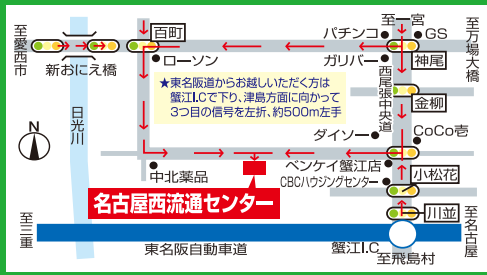 至一宮
パチンコ
GS
百町
至愛西市
新おにえ橋
ローソン
ガリバー
神尾
至万場大橋
西尾張中央道
★東名阪道からお越しいただく方は
蟹江I.Cで下り、津島方面に向かって
3つ目の信号を左折、約500m左手
金柳
日光川
N
ダイソー
CoCo壱
中北薬品
ベンケイ蟹江店
CBCハウジングセンター
小松花
名古屋西流通センター
川並
至三重
東名阪自動車道
蟹江I.C
至名古屋
至飛島村